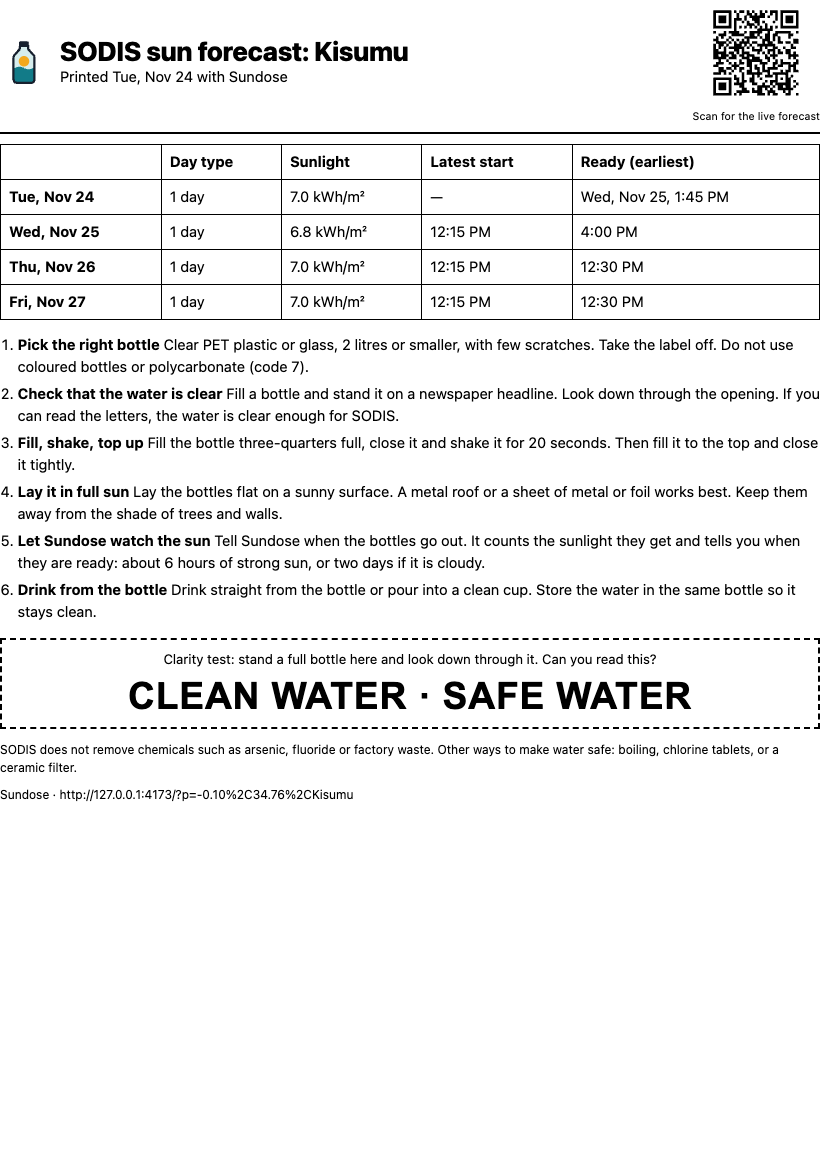 SODIS sun forecast: Kisumu
Printed Tue, Nov 24 with Sundose
Scan for the live forecast
Day type Sunlight Latest start Ready (earliest)
Tue, Nov 24 1 day 7.0 kWh/m² — Wed, Nov 25, 1:45 PM
Wed, Nov 25 1 day 6.8 kWh/m² 12:15 PM 4:00 PM
Thu, Nov 26 1 day 7.0 kWh/m² 12:15 PM 12:30 PM
Fri, Nov 27 1 day 7.0 kWh/m² 12:15 PM 12:30 PM
1. Pick the right bottle Clear PET plastic or glass, 2 litres or smaller, with few scratches. Take the label off. Do not use
coloured bottles or polycarbonate (code 7).
2. Check that the water is clear Fill a bottle and stand it on a newspaper headline. Look down through the opening. If you
can read the letters, the water is clear enough for SODIS.
3. Fill, shake, top up Fill the bottle three-quarters full, close it and shake it for 20 seconds. Then fill it to the top and close
it tightly.
4. Lay it in full sun Lay the bottles flat on a sunny surface. A metal roof or a sheet of metal or foil works best. Keep them
away from the shade of trees and walls.
5. Let Sundose watch the sun Tell Sundose when the bottles go out. It counts the sunlight they get and tells you when
they are ready: about 6 hours of strong sun, or two days if it is cloudy.
6. Drink from the bottle Drink straight from the bottle or pour into a clean cup. Store the water in the same bottle so it
stays clean.
Clarity test: stand a full bottle here and look down through it. Can you read this?
CLEAN WATER · SAFE WATER
SODIS does not remove chemicals such as arsenic, fluoride or factory waste. Other ways to make water safe: boiling, chlorine tablets, or a
ceramic filter.
Sundose · http://127.0.0.1:4173/?p=-0.10%2C34.76%2CKisumu